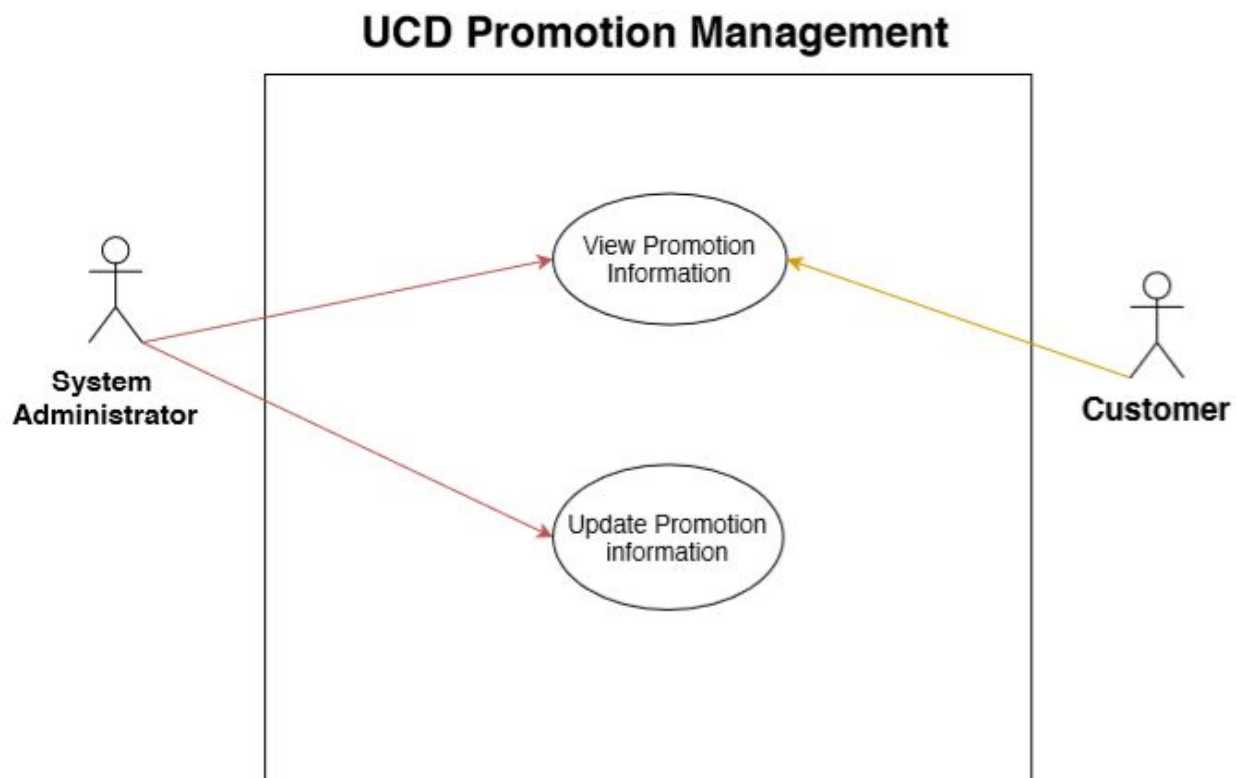 UCD Promotion Management
View Promotion
Information
System
Administrator
Customer
Update Promotion
information